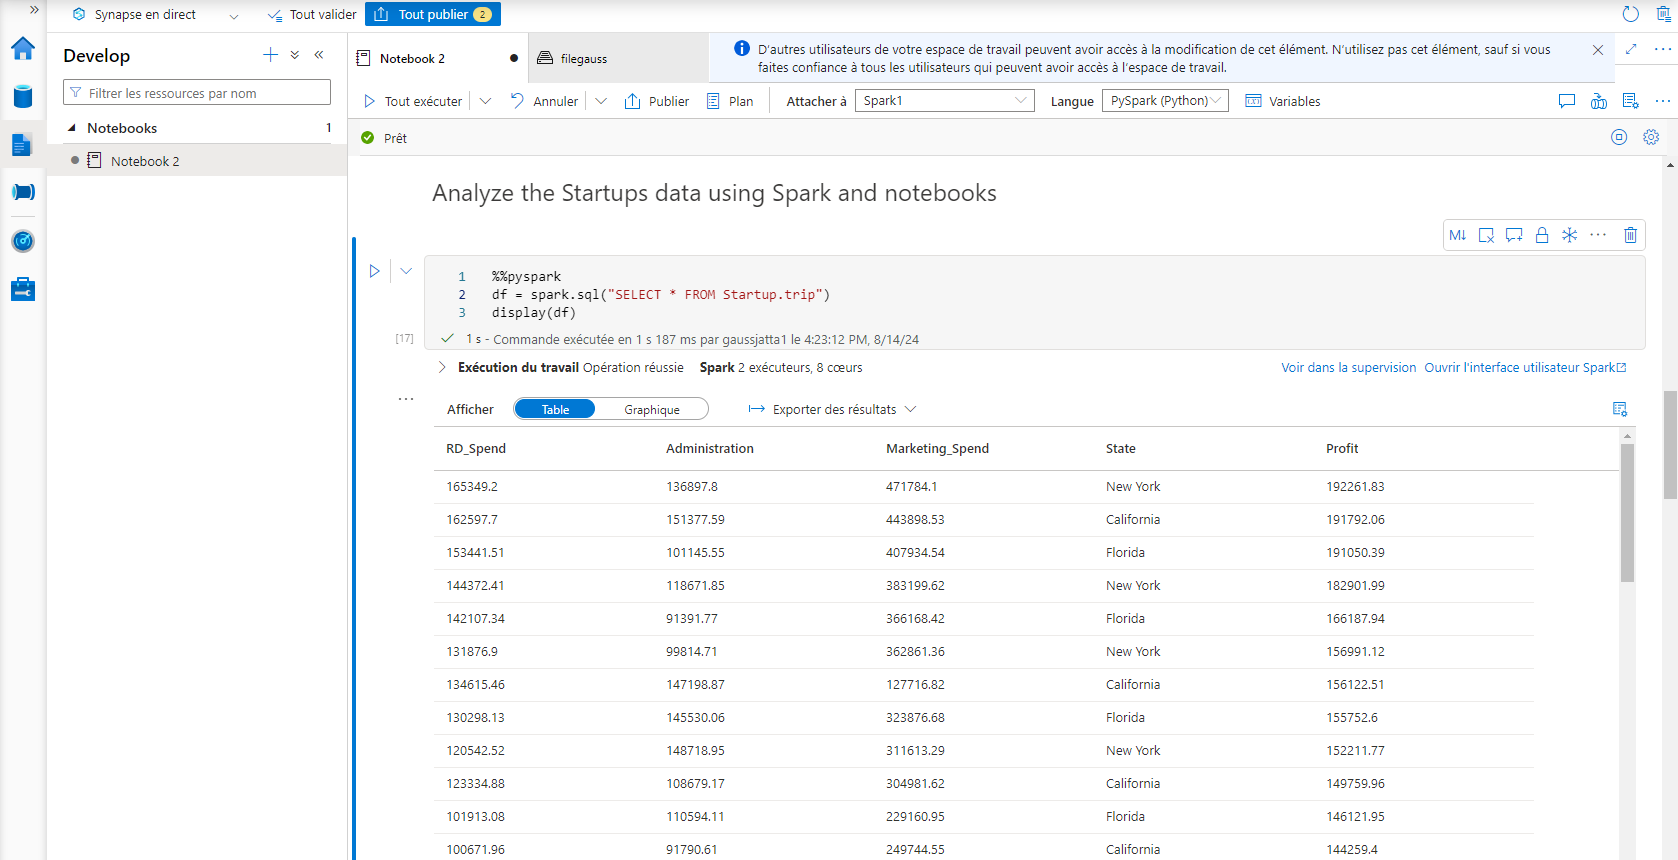 »
Synapse en direct
Tout valider
Tout publier 2
Develop
Filtrer les ressources par nom
Notebooks 1
Notebook 2
Notebook 2
filegauss
D'autres utilisateurs de votre espace de travail peuvent avoir accès à la modification de cet élément. N'utilisez pas cet élément, sauf si vous
faites confiance à tous les utilisateurs qui peuvent avoir accès à l'espace de travail.
Tout exécuter Annuler Publier Plan Attacher à Spark1 Langue PySpark (Python) Variables
Prêt
Analyze the Startups data using Spark and notebooks
M↓
1 %%pyspark
2 df = spark.sql("SELECT * FROM Startup.trip")
3 display(df)
[17] 1 s - Commande exécutée en 1 s 187 ms par gaussjatta1 le 4:23:12 PM, 8/14/24
Exécution du travail Opération réussie Spark 2 exécuteurs, 8 cœurs Voir dans la supervision Ouvrir l'interface utilisateur Spark
Afficher Table Graphique Exporter des résultats
RD_Spend Administration Marketing_Spend State Profit
165349.2 136897.8 471784.1 New York 192261.83
162597.7 151377.59 443898.53 California 191792.06
153441.51 101145.55 407934.54 Florida 191050.39
144372.41 118671.85 383199.62 New York 182901.99
142107.34 91391.77 366168.42 Florida 166187.94
131876.9 99814.71 362861.36 New York 156991.12
134615.46 147198.87 127716.82 California 156122.51
130298.13 145530.06 323876.68 Florida 155752.6
120542.52 148718.95 311613.29 New York 152211.77
123334.88 108679.17 304981.62 California 149759.96
101913.08 110594.11 229160.95 Florida 146121.95
100671.96 91790.61 249744.55 California 144259.4